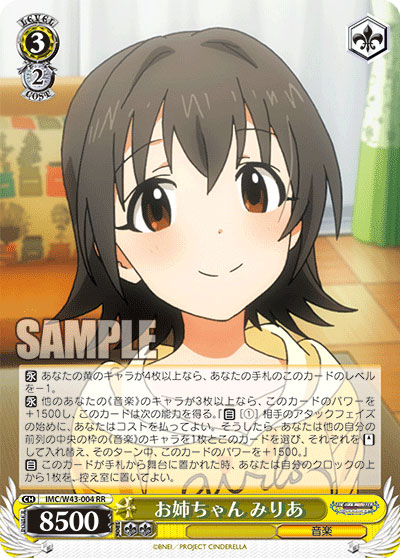 LEVEL
3
2
COST
SAMPLE
永 あなたの黄のキャラが4枚以上なら、あなたの手札のこのカードのレベル
を－1。
永 他のあなたの《音楽》のキャラが3枚以上なら、このカードのパワーを
+1500し、このカードは次の能力を得る。『自 [①] 相手のアタックフェイズ
の始めに、あなたはコストを払ってよい。そうしたら、あなたは他の自分の
前列の中央の枠の《音楽》のキャラを1枚とこのカードを選び、それぞれを
入れ替え、そのターン中、このカードのパワーを+1500。』
自 このカードが手札から舞台に置かれた時、あなたは自分のクロックの上
から1枚を、控え室に置いてよい。
CH IMC/W43-004 RR
8500
お姉ちゃん みりあ
音楽
©BNEI／PROJECT CINDERELLA